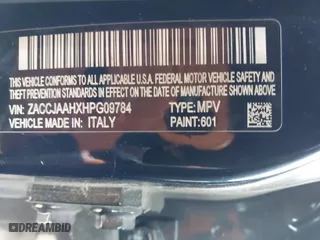 THIS VEHICLE CONFORMS TO ALL APPLICABLE U.S.A. FEDERAL MOTOR VEHICLE SAFETY
AND THEFT PREVENTION STANDARDS IN EFFECT ON THE DATE OF MANUFACTURE SHOWN ABOVE
VIN: ZACCJAAHXHPG09784 TYPE: MPV
VEHICLE MADE IN: ITALY PAINT: 601
DREAMBID